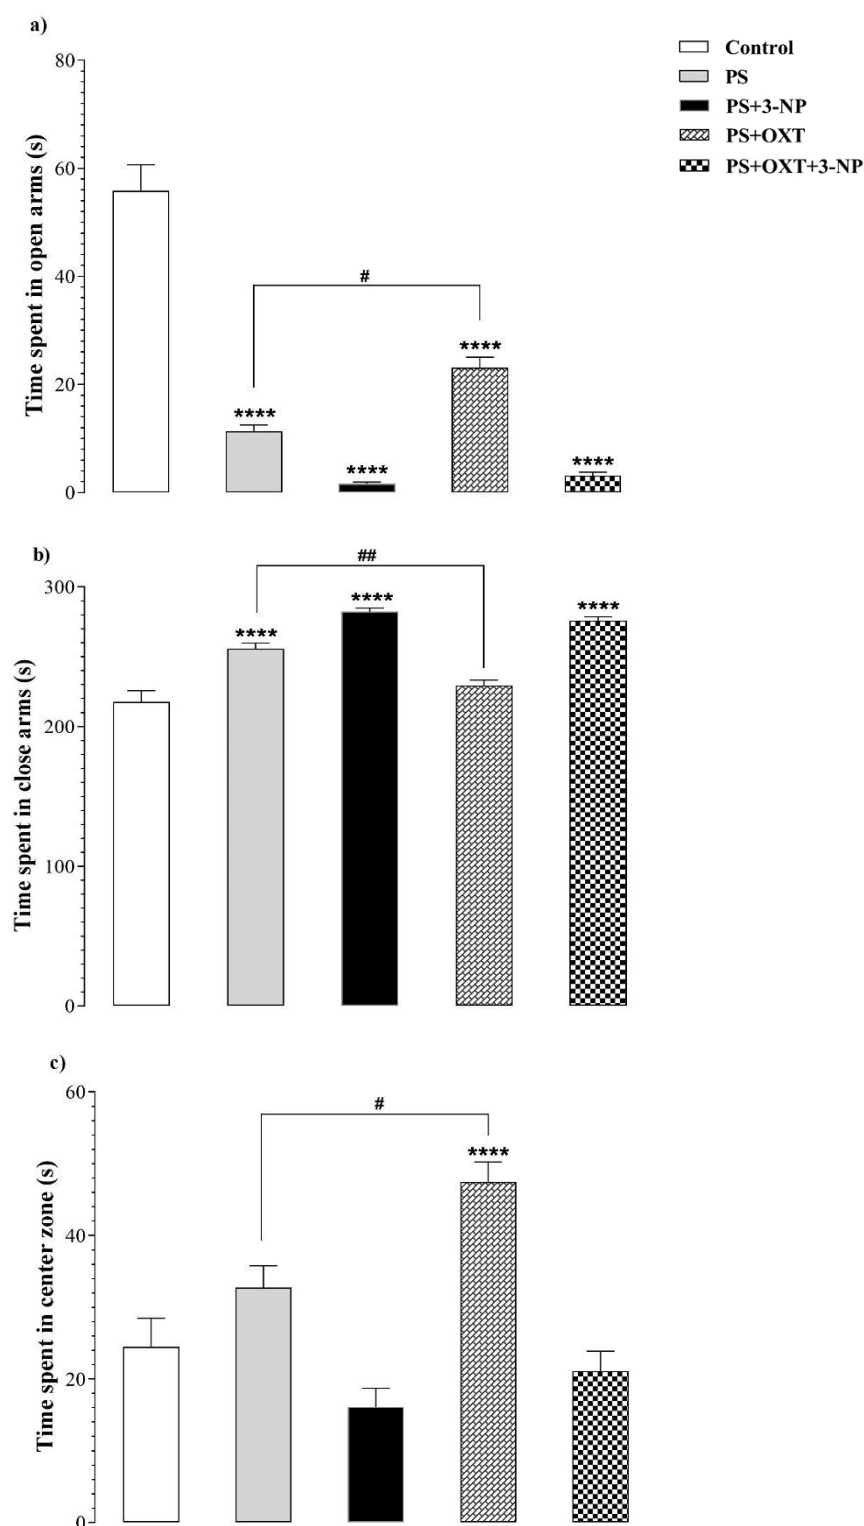 a)
Control
PS
PS+3-NP
PS+OXT
PS+OXT+3-NP
Time spent in open arms (s)
80
60
40
20
0
#
****
****
****
****
b)
Time spent in close arms (s)
300
200
100
0
##
****
****
****
c)
Time spent in center zone (s)
60
40
20
0
#
****